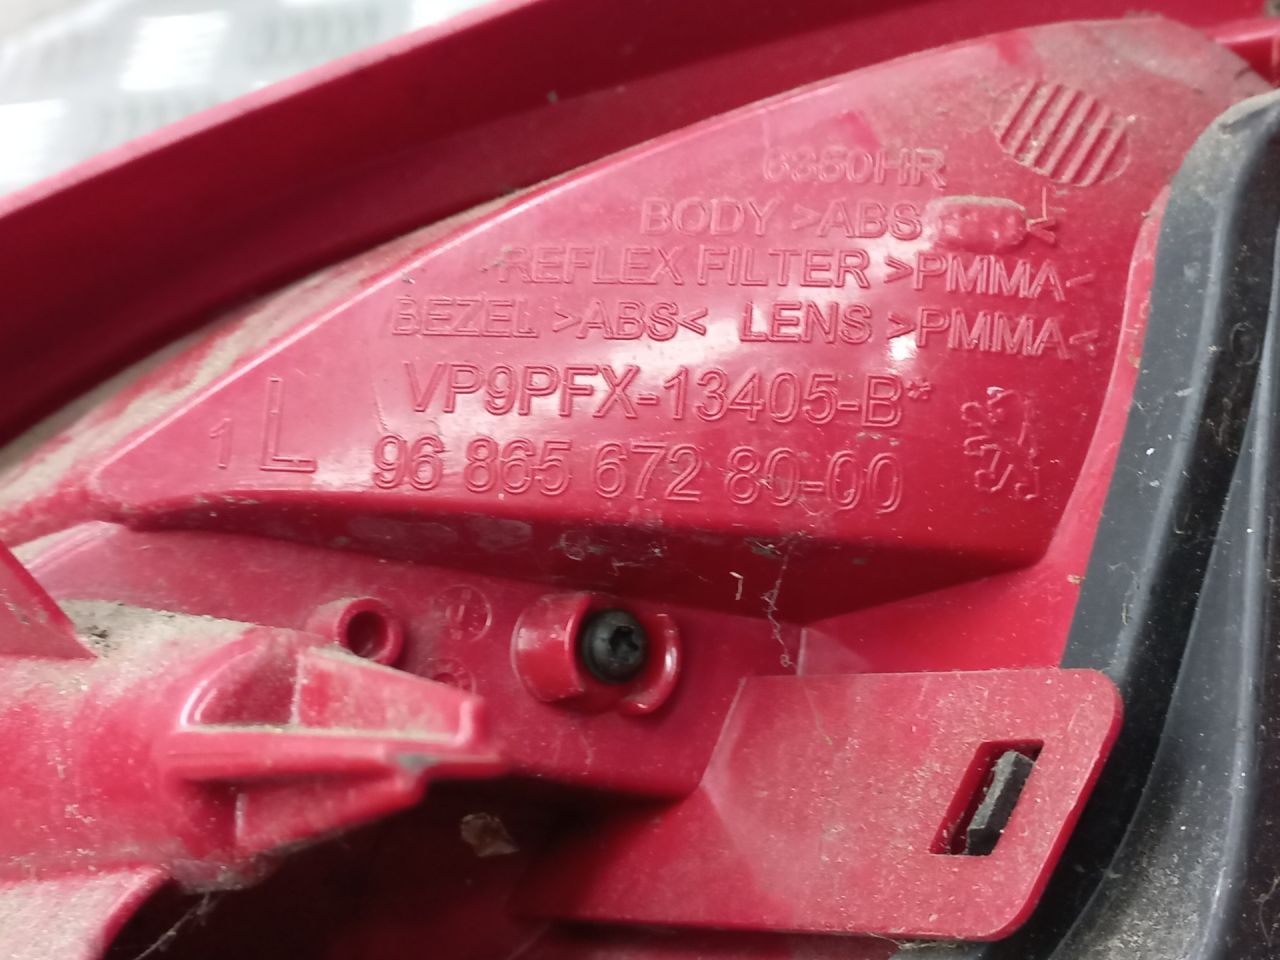 6350HR
BODY >ABS<
REFLEX FILTER >PMMA<
BEZEL >ABS< LENS >PMMA<
VP9PFX-13405-B*
1 L 96 865 672 80-00